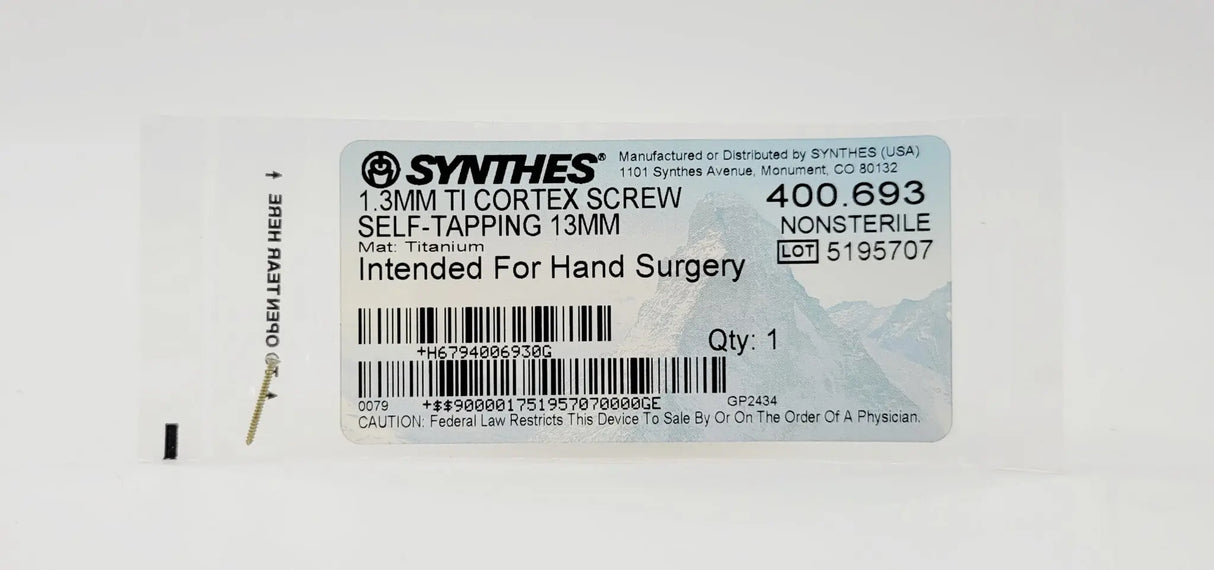 SYNTHES®
Manufactured or Distributed by SYNTHES (USA)
1101 Synthes Avenue, Monument, CO 80132
1.3MM TI CORTEX SCREW
SELF-TAPPING 13MM
Mat: Titanium
Intended For Hand Surgery
400.693
NONSTERILE
LOT 5195707
+H6794006930G
Qty: 1
0079 +$$900001751957070000GE GP2434
CAUTION: Federal Law Restricts This Device To Sale By Or On The Order Of A Physician.
OPEN TEAR HERE